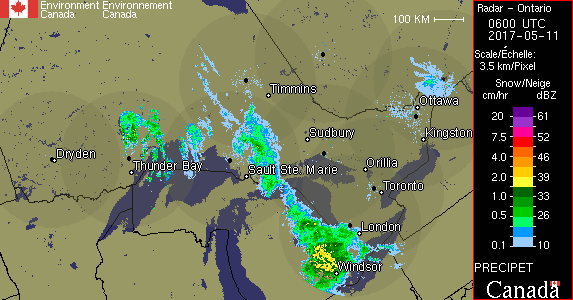 Environment Environnement
Canada Canada
100 KM
Timmins
Ottawa
Sudbury
Kingston
Dryden
Thunder Bay
Sault Ste. Marie
Orillia
Toronto
London
Windsor
Radar - Ontario
0600 UTC
2017-05-11
Scale/Échelle:
3.5 km/Pixel
Snow/Neige
cm/hr dBZ
20 61
7.5 52
4.0 46
2.0 39
1.0 33
0.5 26
0.1 10
PRECIPET
Canada